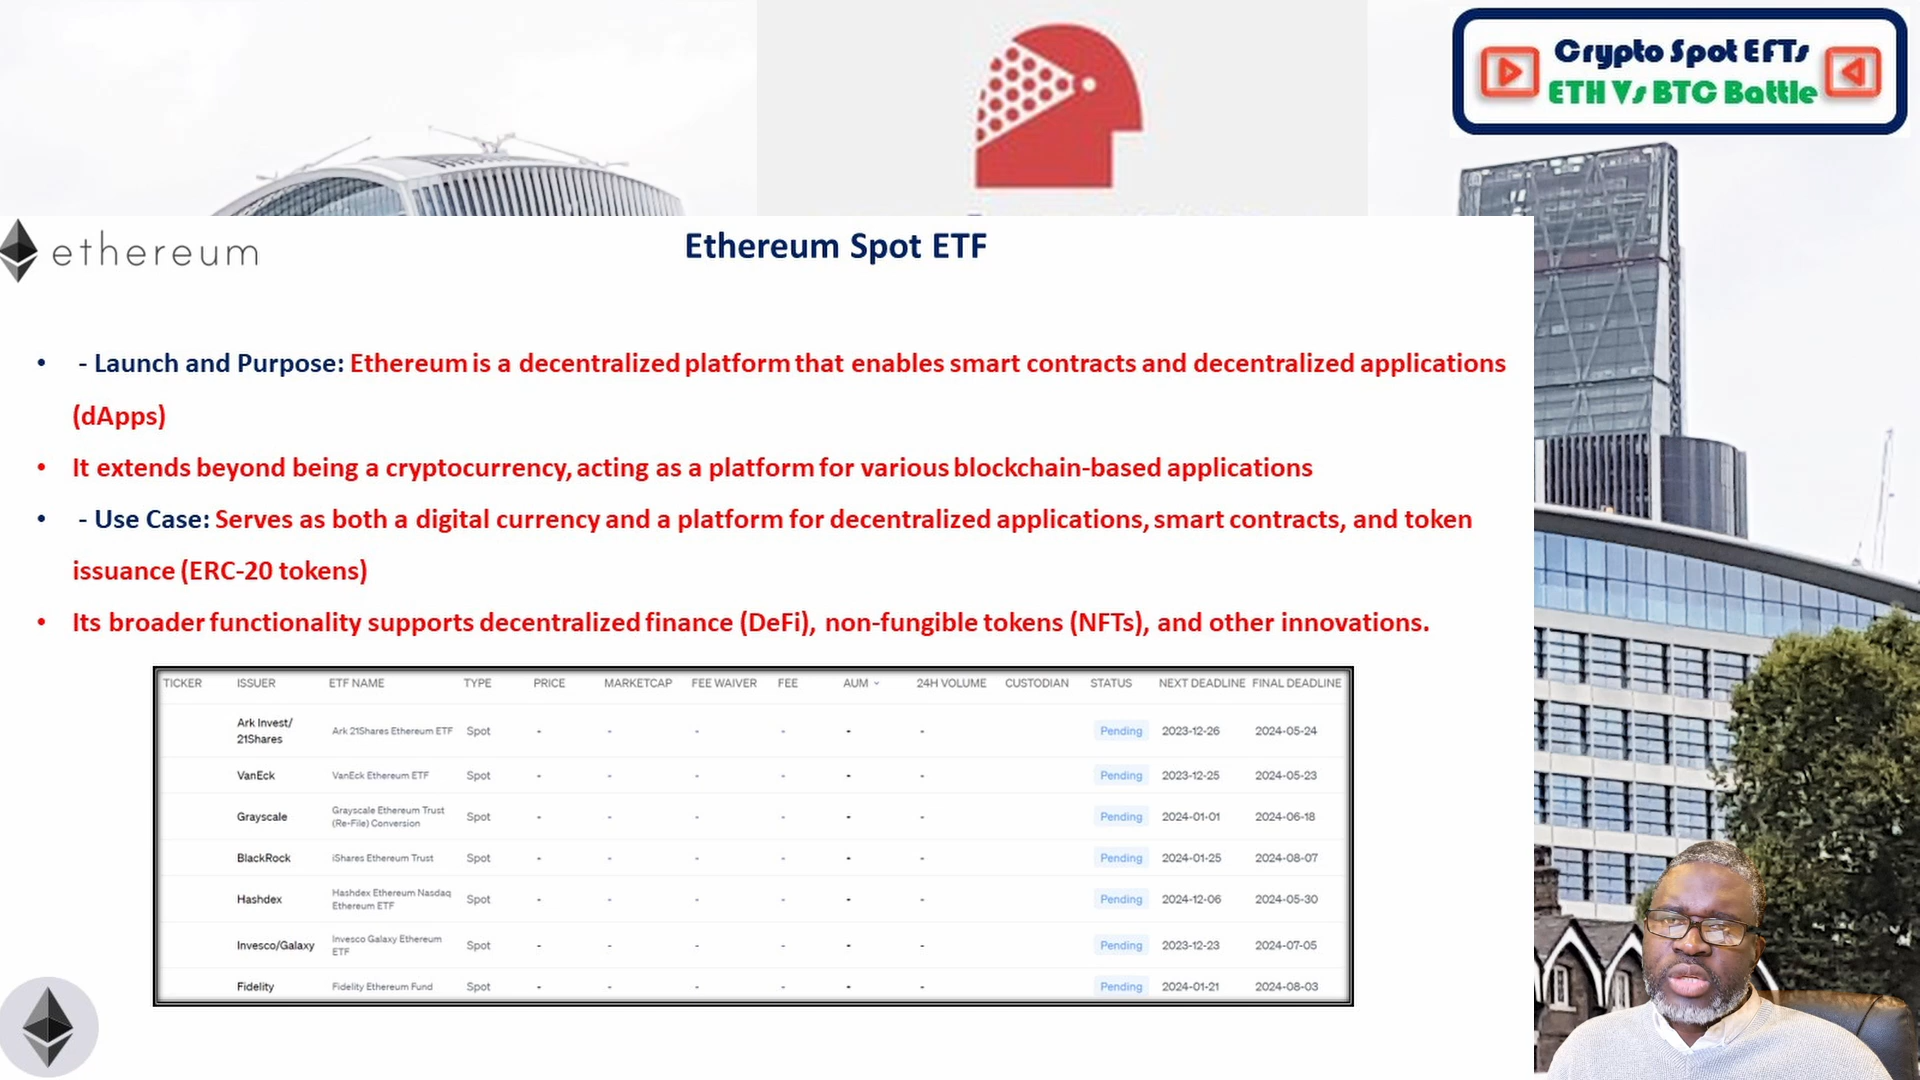 Crypto Spot EFTs
ETH Vs BTC Battle
ethereum
Ethereum Spot ETF
• - Launch and Purpose: Ethereum is a decentralized platform that enables smart contracts and decentralized applications
(dApps)
• It extends beyond being a cryptocurrency, acting as a platform for various blockchain-based applications
• - Use Case: Serves as both a digital currency and a platform for decentralized applications, smart contracts, and token
issuance (ERC-20 tokens)
• Its broader functionality supports decentralized finance (DeFi), non-fungible tokens (NFTs), and other innovations.
TICKER ISSUER ETF NAME TYPE PRICE MARKETCAP FEE WAIVER FEE AUM 24H VOLUME CUSTODIAN STATUS NEXT DEADLINE FINAL DEADLINE
Ark Invest/
21Shares Ark 21Shares Ethereum ETF Spot - - - - - - Pending 2023-12-26 2024-05-24
VanEck VanEck Ethereum ETF Spot - - - - - - Pending 2023-12-25 2024-05-23
Grayscale Grayscale Ethereum Trust
(Re-File) Conversion Spot - - - - - - Pending 2024-01-01 2024-06-18
BlackRock iShares Ethereum Trust Spot - - - - - - Pending 2024-01-25 2024-08-07
Hashdex Hashdex Ethereum Nasdaq
Ethereum ETF Spot - - - - - - Pending 2024-12-06 2024-05-30
Invesco/Galaxy Invesco Galaxy Ethereum
ETF Spot - - - - - - Pending 2023-12-23 2024-07-05
Fidelity Fidelity Ethereum Fund Spot - - - - - - Pending 2024-01-21 2024-08-03